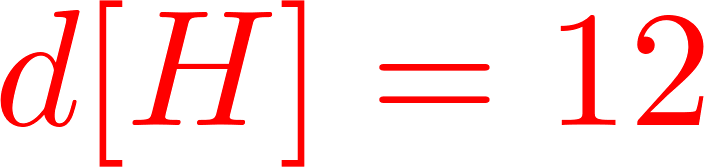 d[H] = 12